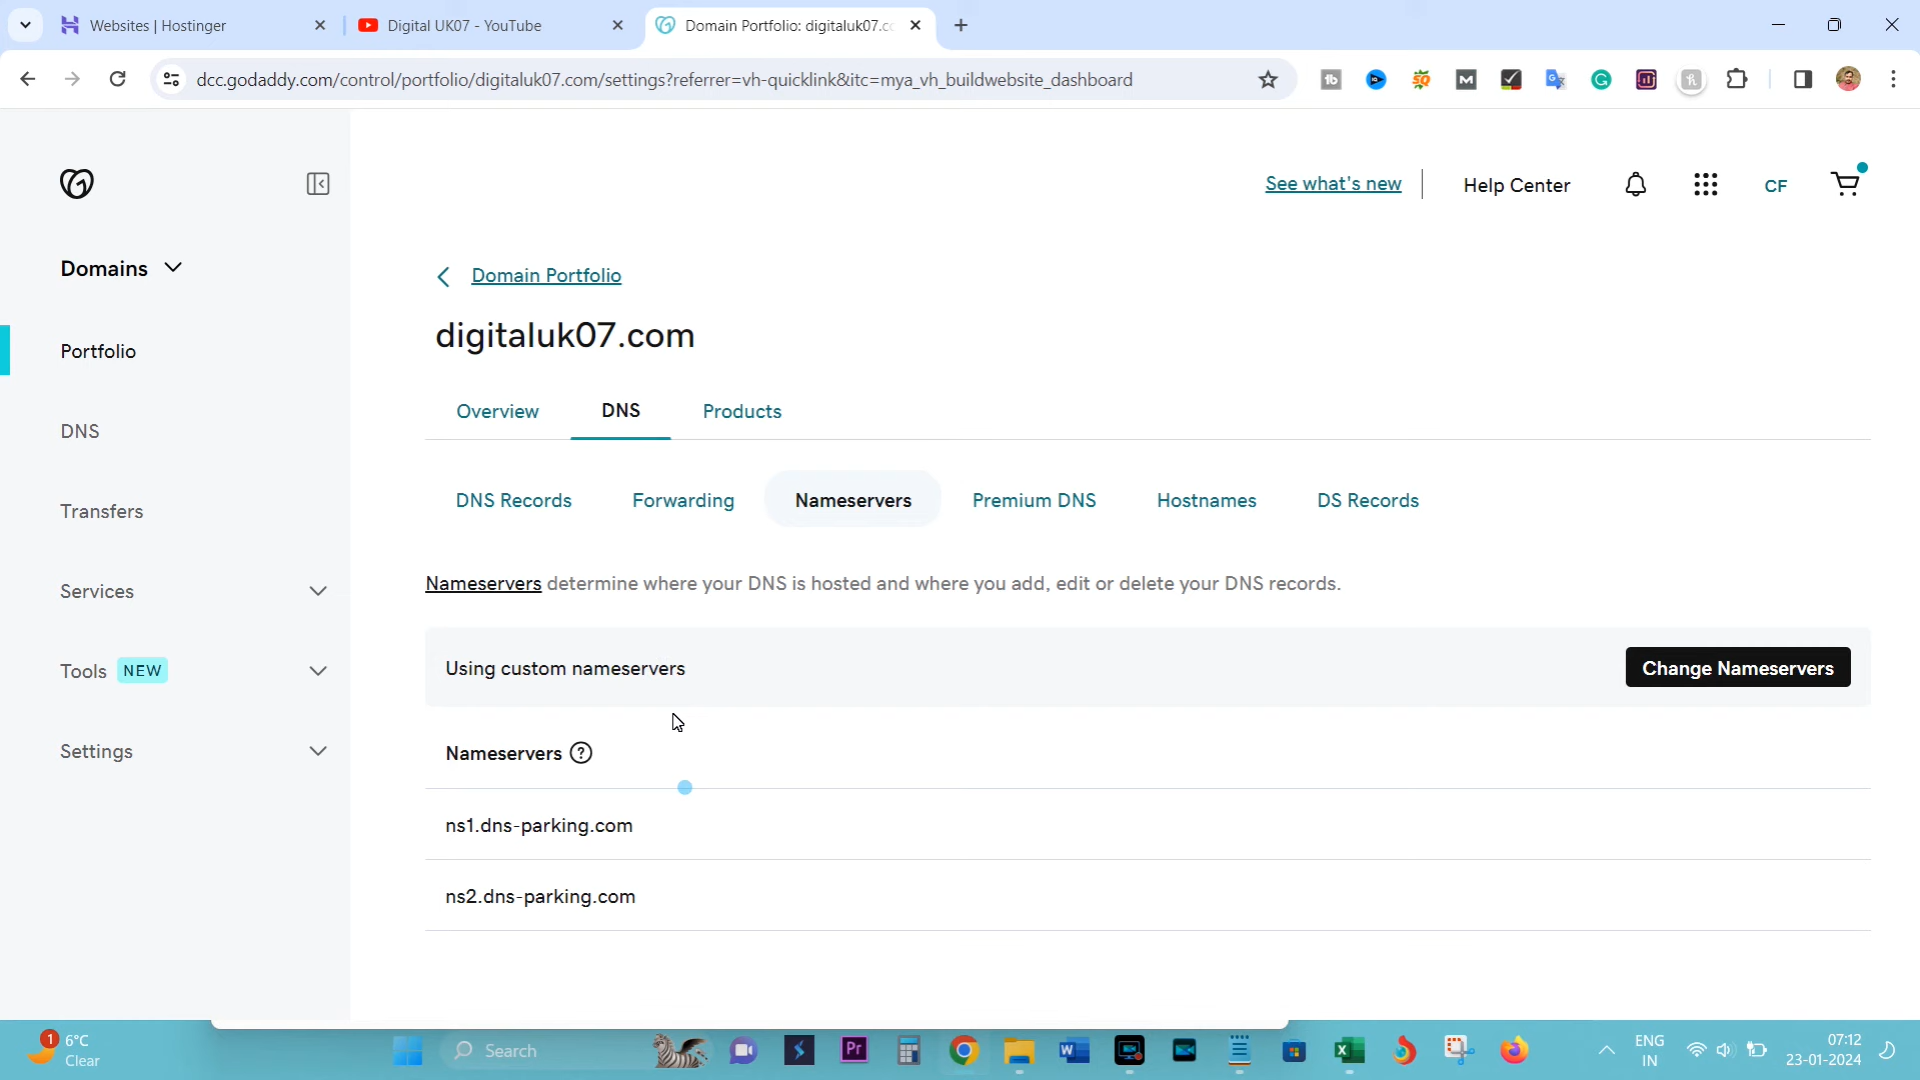 Websites | Hostinger
Digital UK07 - YouTube
Domain Portfolio: digitaluk07.cc
dcc.godaddy.com/control/portfolio/digitaluk07.com/settings?referrer=vh-quicklink&itc=mya_vh_buildwebsite_dashboard
See what's new
Help Center
CF
Domains
Portfolio
DNS
Transfers
Services
Tools NEW
Settings
Domain Portfolio
digitaluk07.com
Overview
DNS
Products
DNS Records
Forwarding
Nameservers
Premium DNS
Hostnames
DS Records
Nameservers determine where your DNS is hosted and where you add, edit or delete your DNS records.
Using custom nameservers
Change Nameservers
Nameservers ?
ns1.dns-parking.com
ns2.dns-parking.com
1
6°C
Clear
Search
Pr
ENG
IN
07:12
23-01-2024